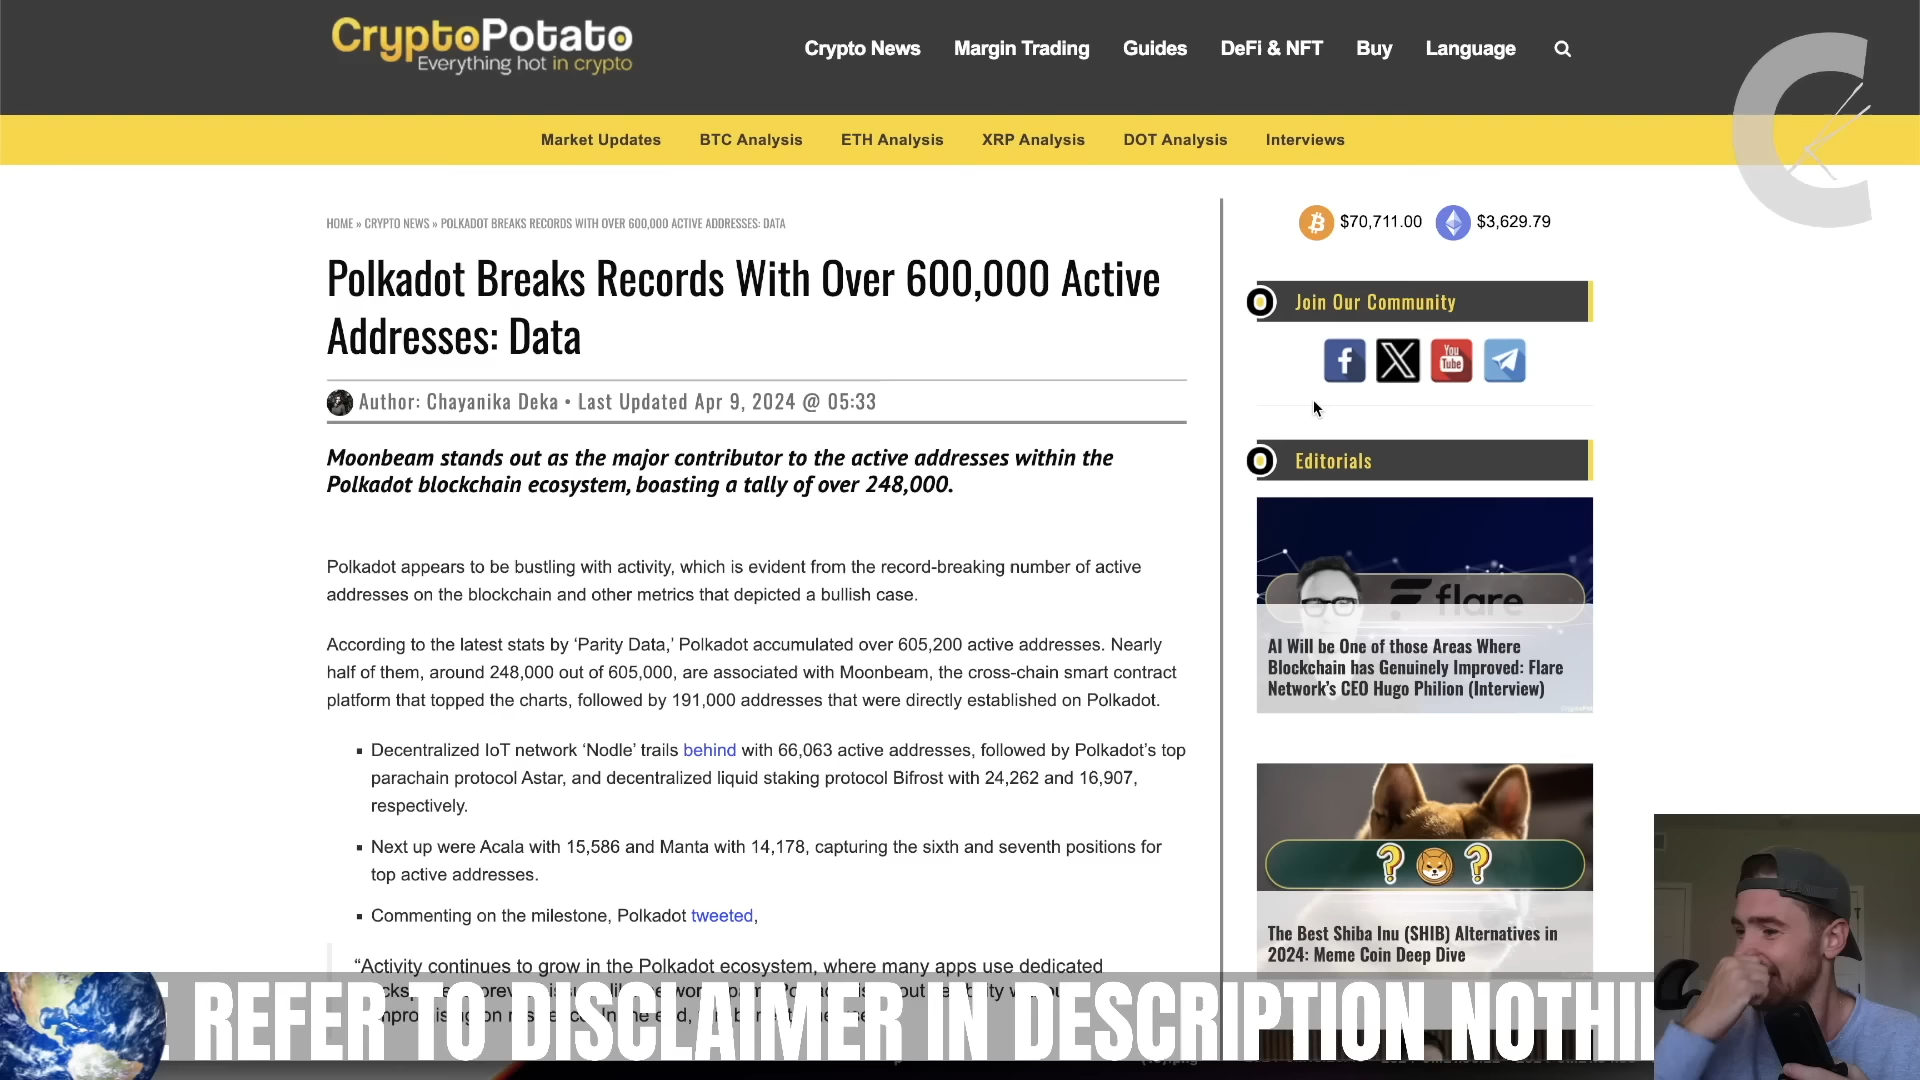 CryptoPotato
Everything hot in crypto
Crypto News Margin Trading Guides DeFi & NFT Buy Language
Market Updates BTC Analysis ETH Analysis XRP Analysis DOT Analysis Interviews
HOME » CRYPTO NEWS » POLKADOT BREAKS RECORDS WITH OVER 600,000 ACTIVE ADDRESSES: DATA
Polkadot Breaks Records With Over 600,000 Active
Addresses: Data
Author: Chayanika Deka • Last Updated Apr 9, 2024 @ 05:33
Moonbeam stands out as the major contributor to the active addresses within the
Polkadot blockchain ecosystem, boasting a tally of over 248,000.
Polkadot appears to be bustling with activity, which is evident from the record-breaking number of active
addresses on the blockchain and other metrics that depicted a bullish case.
According to the latest stats by ‘Parity Data,’ Polkadot accumulated over 605,200 active addresses. Nearly
half of them, around 248,000 out of 605,000, are associated with Moonbeam, the cross-chain smart contract
platform that topped the charts, followed by 191,000 addresses that were directly established on Polkadot.
▪ Decentralized IoT network ‘Nodle’ trails behind with 66,063 active addresses, followed by Polkadot’s top
parachain protocol Astar, and decentralized liquid staking protocol Bifrost with 24,262 and 16,907,
respectively.
▪ Next up were Acala with 15,586 and Manta with 14,178, capturing the sixth and seventh positions for
top active addresses.
▪ Commenting on the milestone, Polkadot tweeted,
“Activity continues to grow in the Polkadot ecosystem, where many apps use dedicated
$70,711.00 $3,629.79
Join Our Community
You Tube
Editorials
flare
AI Will be One of those Areas Where
Blockchain has Genuinely Improved: Flare
Network’s CEO Hugo Philion (Interview)
? ?
The Best Shiba Inu (SHIB) Alternatives in
2024: Meme Coin Deep Dive
REFER TO DISCLAIMER IN DESCRIPTION